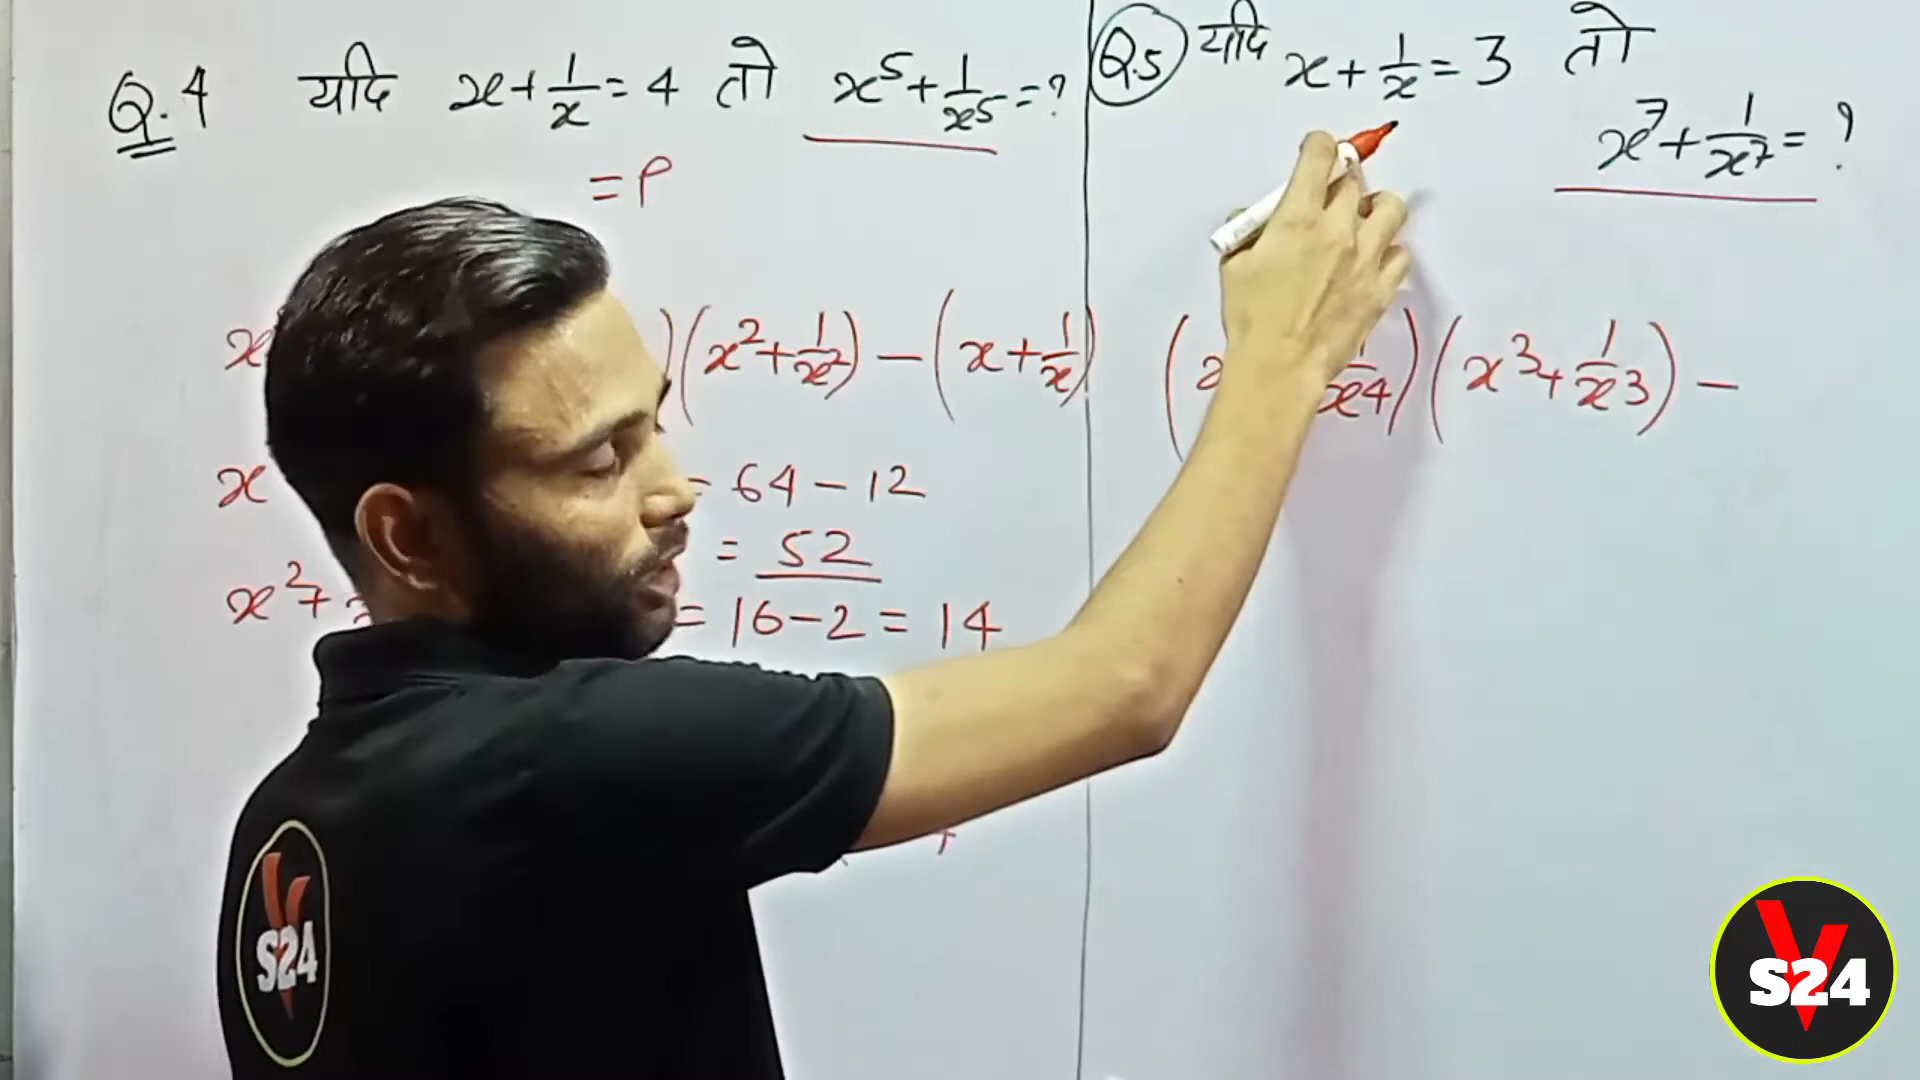 Q.4 यदि x+1/x=4 तो x⁵+1/x⁵=?
=P
x )(x²+1/x²)-(x+1/x)
x = 64-12
= 52
x²+ = 16-2 = 14
Q.5 यदि x+1/x=3 तो
x⁷+1/x⁷=?
( x4)(x³+1/x3)-
V
S24
V
S24